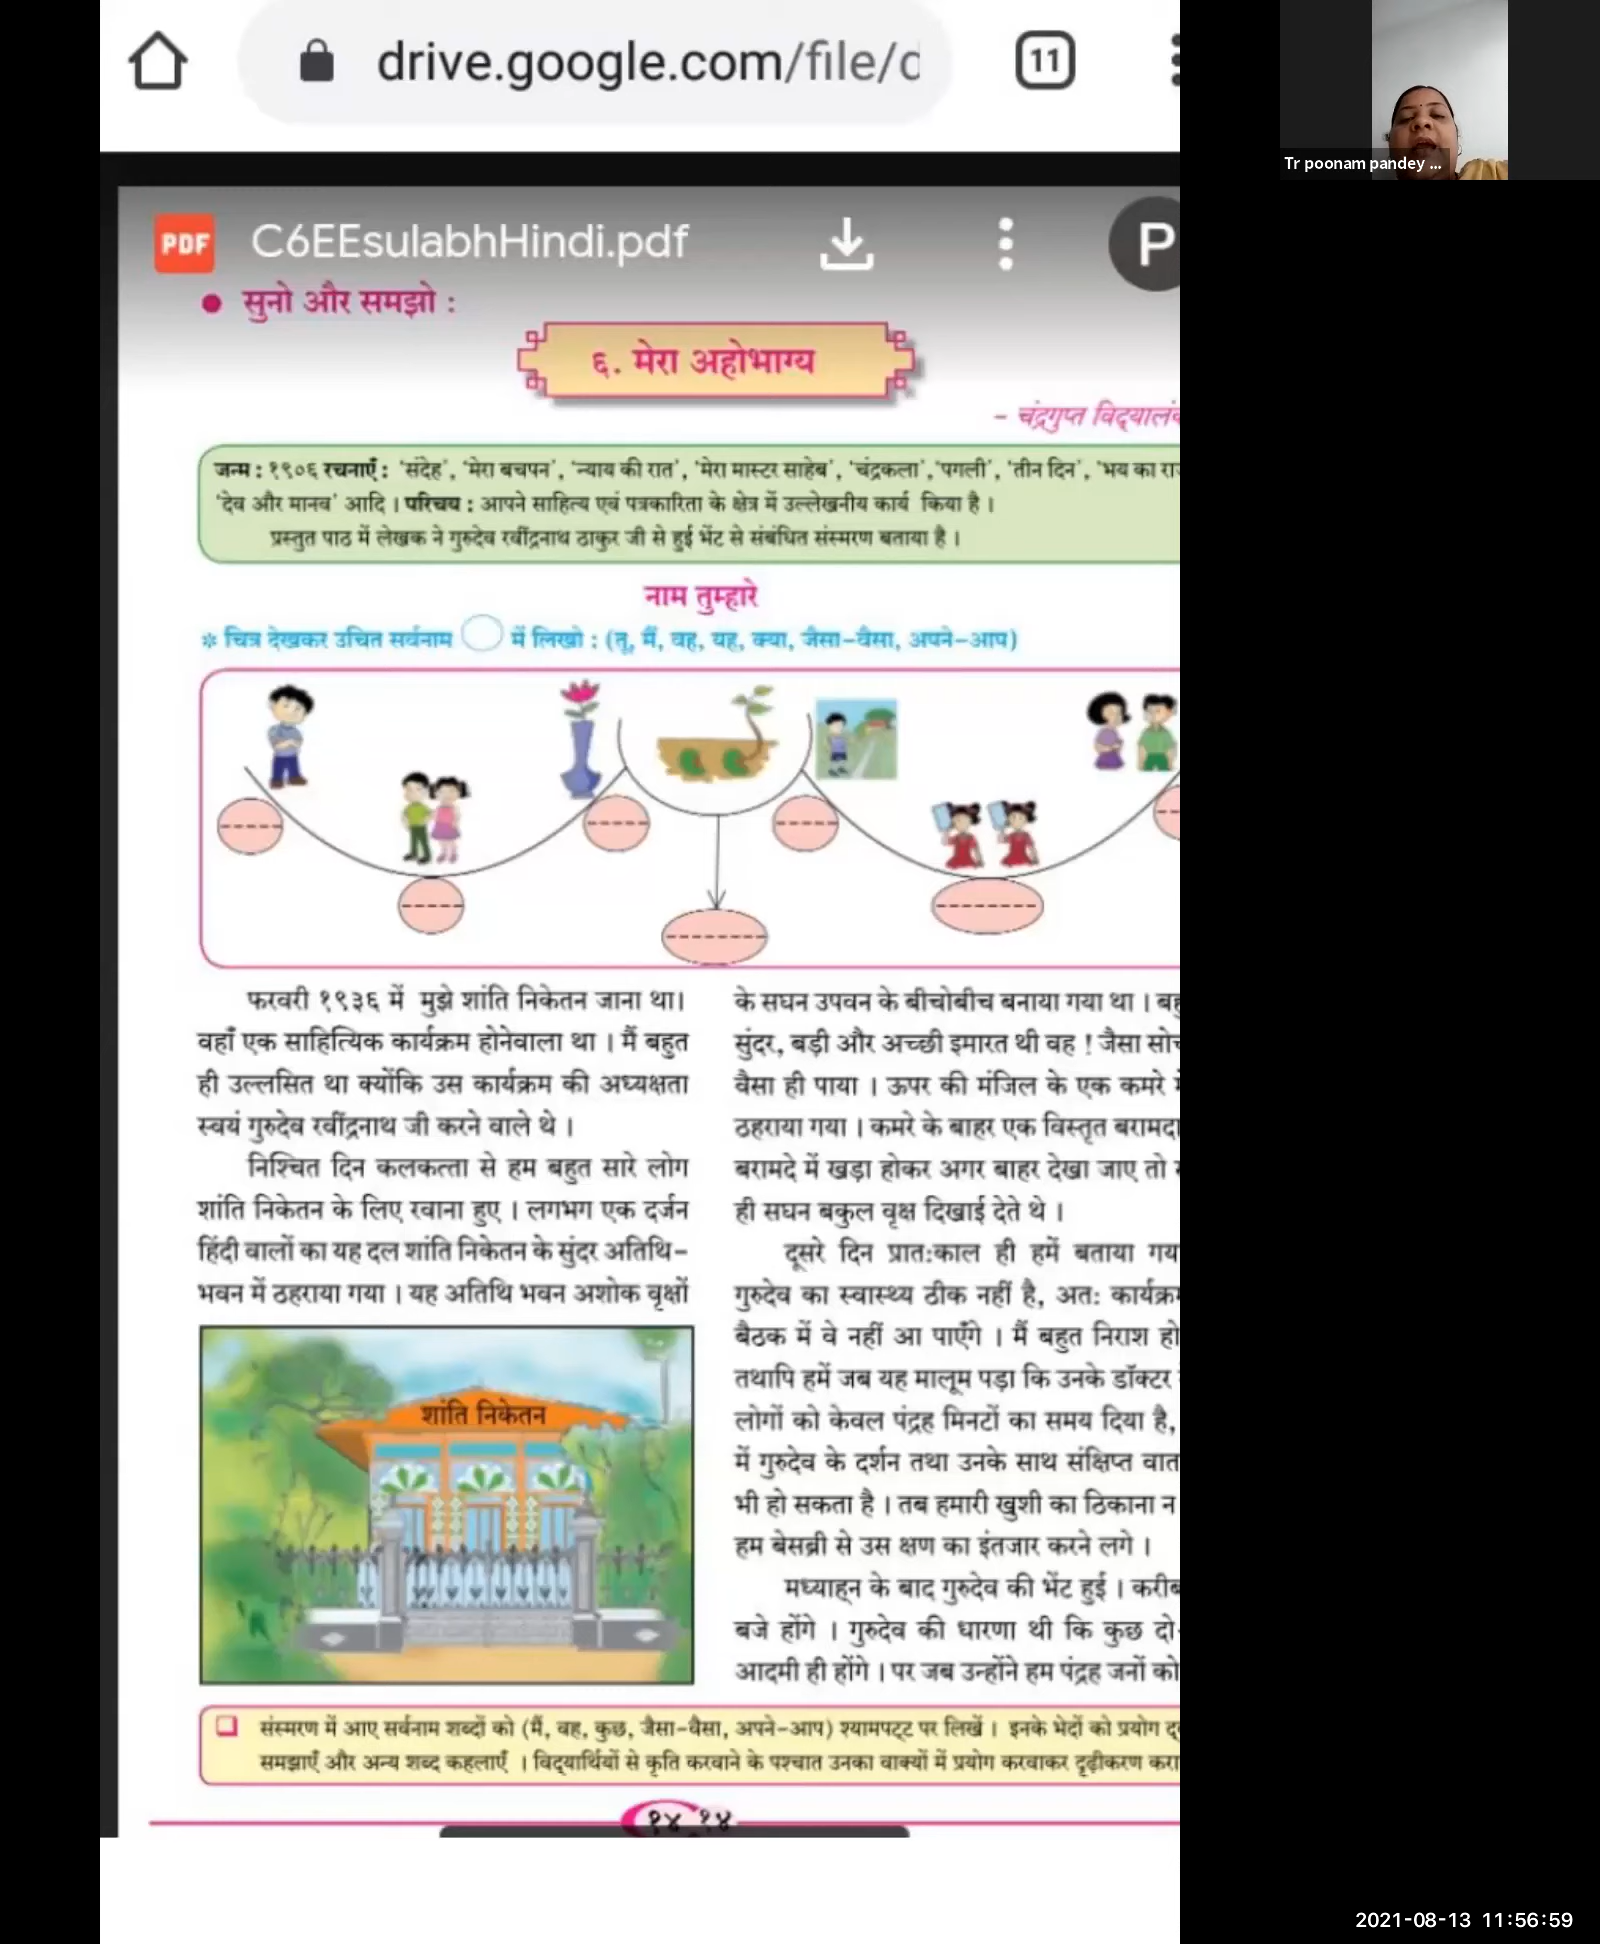 drive.google.com/file/d
11
Tr poonam pandey ...
PDF C6EEsulabhHindi.pdf
P
● सुनो और समझो :
६. मेरा अहोभाग्य
- चंद्रगुप्त विद्यालं
जन्म : १९०६ रचनाएँ : 'संदेह', 'मेरा बचपन', 'न्याय की रात', 'मेरा मास्टर साहेब', 'चंद्रकला', 'पगली', 'तीन दिन', 'भय का रा
'देव और मानव' आदि । परिचय : आपने साहित्य एवं पत्रकारिता के क्षेत्र में उल्लेखनीय कार्य किया है ।
प्रस्तुत पाठ में लेखक ने गुरुदेव रवींद्रनाथ ठाकुर जी से हुई भेंट से संबंधित संस्मरण बताया है ।
नाम तुम्हारे
* चित्र देखकर उचित सर्वनाम में लिखो : (तू, मैं, वह, यह, क्या, जैसा-वैसा, अपने-आप)
फरवरी १९३६ में मुझे शांति निकेतन जाना था।
वहाँ एक साहित्यिक कार्यक्रम होनेवाला था । मैं बहुत
ही उल्लसित था क्योंकि उस कार्यक्रम की अध्यक्षता
स्वयं गुरुदेव रवींद्रनाथ जी करने वाले थे ।
निश्चित दिन कलकत्ता से हम बहुत सारे लोग
शांति निकेतन के लिए रवाना हुए । लगभग एक दर्जन
हिंदी वालों का यह दल शांति निकेतन के सुंदर अतिथि-
भवन में ठहराया गया । यह अतिथि भवन अशोक वृक्षों
शांति निकेतन
के सघन उपवन के बीचोबीच बनाया गया था । ब
सुंदर, बड़ी और अच्छी इमारत थी वह ! जैसा सो
वैसा ही पाया । ऊपर की मंजिल के एक कमरे
ठहराया गया । कमरे के बाहर एक विस्तृत बरामदा
बरामदे में खड़ा होकर अगर बाहर देखा जाए तो
ही सघन बकुल वृक्ष दिखाई देते थे ।
दूसरे दिन प्रातःकाल ही हमें बताया गय
गुरुदेव का स्वास्थ्य ठीक नहीं है, अतः कार्यक्र
बैठक में वे नहीं आ पाएँगे । मैं बहुत निराश हो
तथापि हमें जब यह मालूम पड़ा कि उनके डॉक्टर
लोगों को केवल पंद्रह मिनटों का समय दिया है,
में गुरुदेव के दर्शन तथा उनके साथ संक्षिप्त वात
भी हो सकता है । तब हमारी खुशी का ठिकाना न
हम बेसब्री से उस क्षण का इंतजार करने लगे ।
मध्याह्न के बाद गुरुदेव की भेंट हुई । करीब
बजे होंगे । गुरुदेव की धारणा थी कि कुछ दो-
आदमी ही होंगे । पर जब उन्होंने हम पंद्रह जनों को
संस्मरण में आए सर्वनाम शब्दों को (मैं, वह, कुछ, जैसा-वैसा, अपने-आप) श्यामपट्ट पर लिखें । इनके भेदों को प्रयोग द्
समझाएँ और अन्य शब्द कहलाएँ । विद्यार्थियों से कृति करवाने के पश्चात उनका वाक्यों में प्रयोग करवाकर दृढ़ीकरण करा
१४ १४
2021-08-13 11:56:59